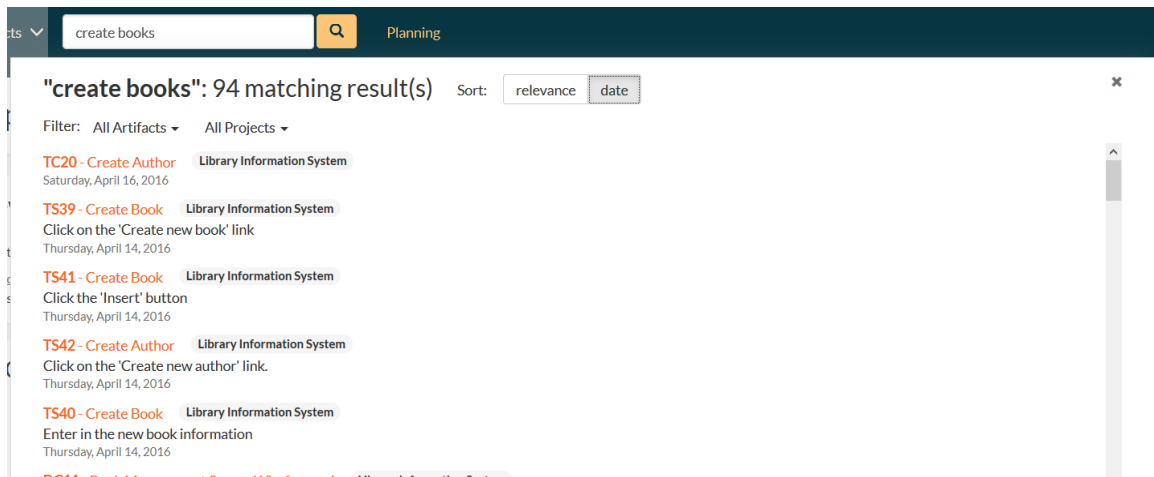 create books
Planning
"create books": 94 matching result(s) Sort: relevance date
Filter: All Artifacts All Projects
TC20 - Create Author Library Information System
Saturday, April 16, 2016
TS39 - Create Book Library Information System
Click on the 'Create new book' link
Thursday, April 14, 2016
TS41 - Create Book Library Information System
Click the 'Insert' button
Thursday, April 14, 2016
TS42 - Create Author Library Information System
Click on the 'Create new author' link.
Thursday, April 14, 2016
TS40 - Create Book Library Information System
Enter in the new book information
Thursday, April 14, 2016